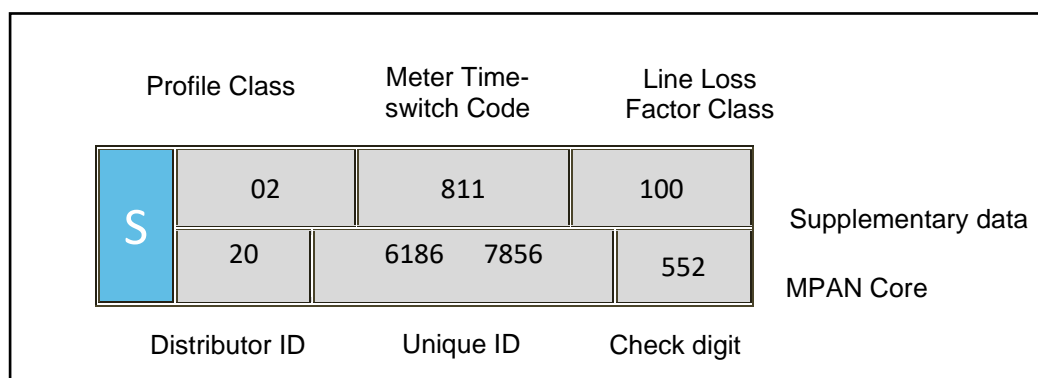 Profile Class Meter Time- Line Loss
switch Code Factor Class
S 02 811 100
Supplementary data
20 6186 7856 552
MPAN Core
Distributor ID Unique ID Check digit